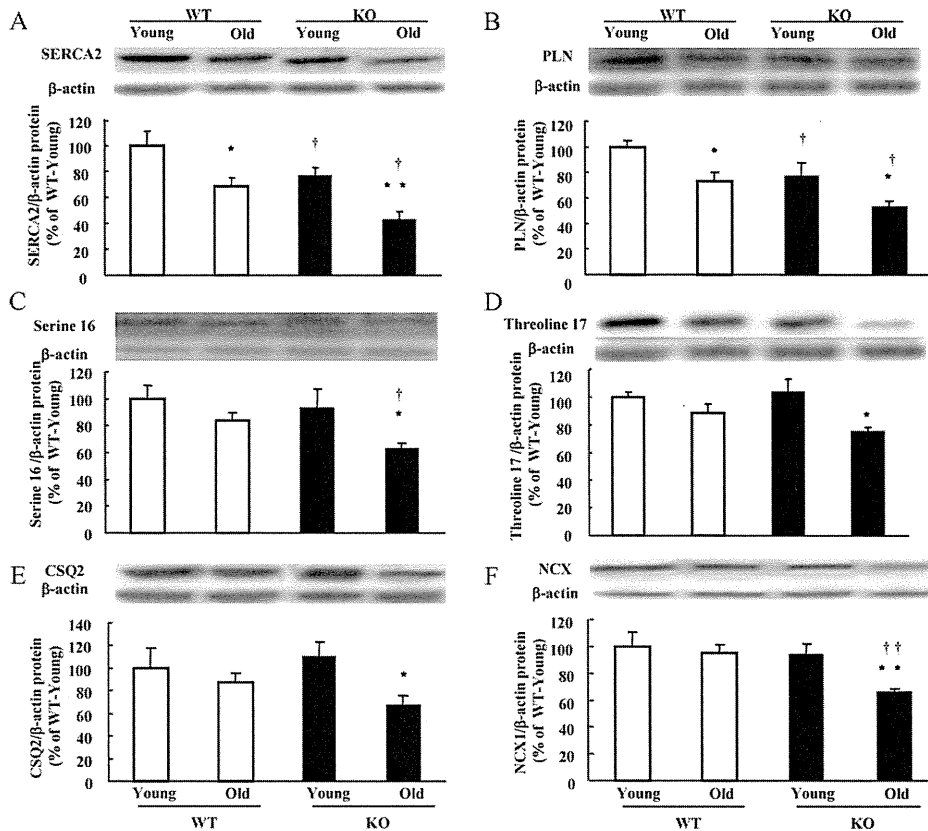 A
WT
KO
Young
Old
Young
Old
SERCA2
β-actin
SERCA2/β-actin protein
(% of WT-Young)
120
100
80
60
40
20
0
*
†
†
* *
B
WT
KO
Young
Old
Young
Old
PLN
β-actin
PLN/β-actin protein
(% of WT-Young)
120
100
80
60
40
20
0
*
†
†
*
C
Serine 16
β-actin
Serine 16/β-actin protein
(% of WT-Young)
120
100
80
60
40
20
0
†
*
D
Threoline 17
β-actin
Threoline 17/β-actin protein
(% of WT-Young)
120
100
80
60
40
20
0
*
E
CSQ2
β-actin
CSQ2/β-actin protein
(% of WT-Young)
140
120
100
80
60
40
20
0
*
Young
Old
Young
Old
WT
KO
F
NCX
β-actin
NCX1/β-actin protein
(% of WT-Young)
120
100
80
60
40
20
0
† †
* *
Young
Old
Young
Old
WT
KO